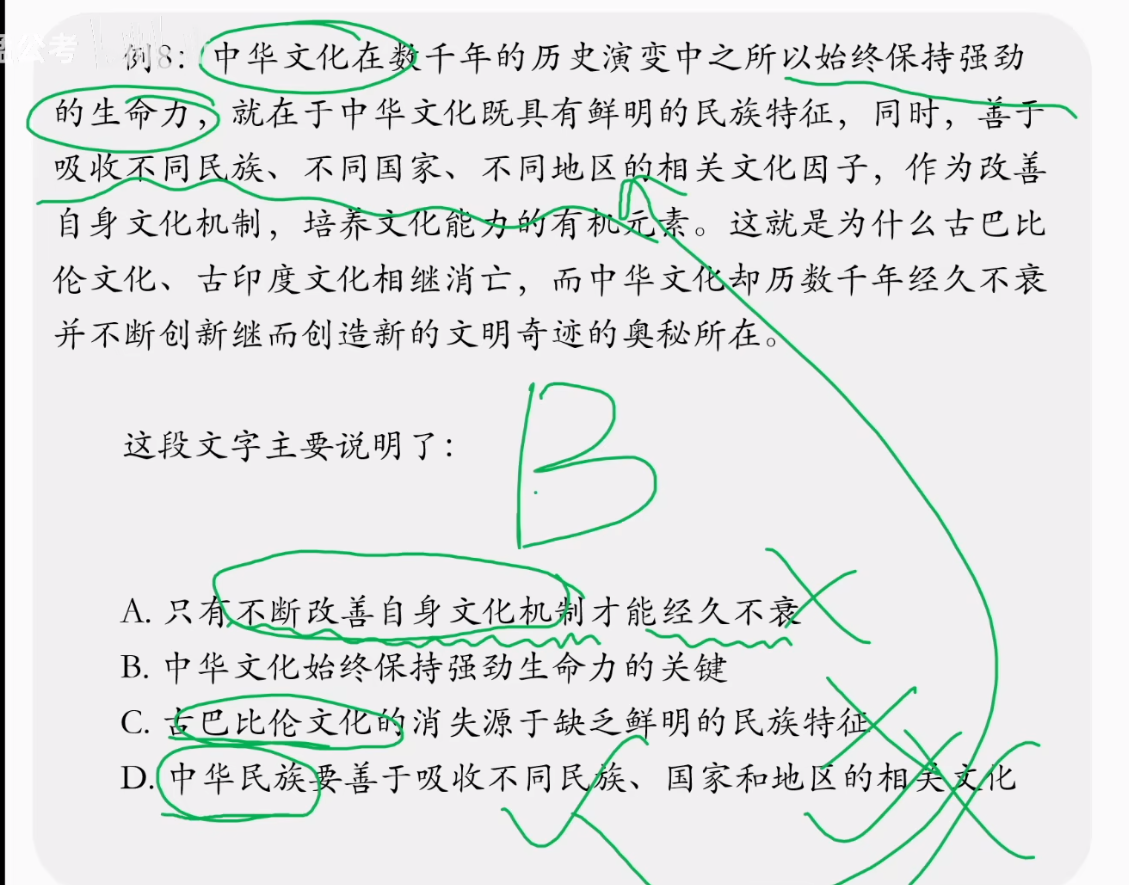 公考
例8：中华文化在数千年的历史演变中之所以始终保持强劲
的生命力，就在于中华文化既具有鲜明的民族特征，同时，善于
吸收不同民族、不同国家、不同地区的相关文化因子，作为改善
自身文化机制，培养文化能力的有机元素。这就是为什么古巴比
伦文化、古印度文化相继消亡，而中华文化却历数千年经久不衰
并不断创新继而创造新的文明奇迹的奥秘所在。
这段文字主要说明了：
B
A. 只有不断改善自身文化机制才能经久不衰
B. 中华文化始终保持强劲生命力的关键
C. 古巴比伦文化的消失源于缺乏鲜明的民族特征
D. 中华民族要善于吸收不同民族、国家和地区的相关文化